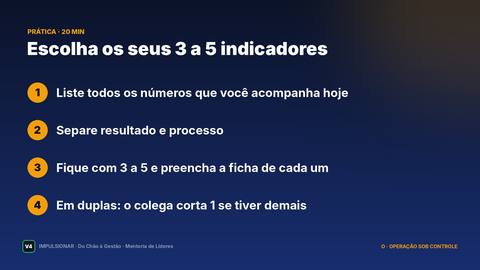 PRÁTICA · 20 MIN
Escolha os seus 3 a 5 indicadores
1 Liste todos os números que você acompanha hoje
2 Separe resultado e processo
3 Fique com 3 a 5 e preencha a ficha de cada um
4 Em duplas: o colega corta 1 se tiver demais
V4 IMPULSIONAR · Do Chão à Gestão · Mentoria de Líderes
O · OPERAÇÃO SOB CONTROLE